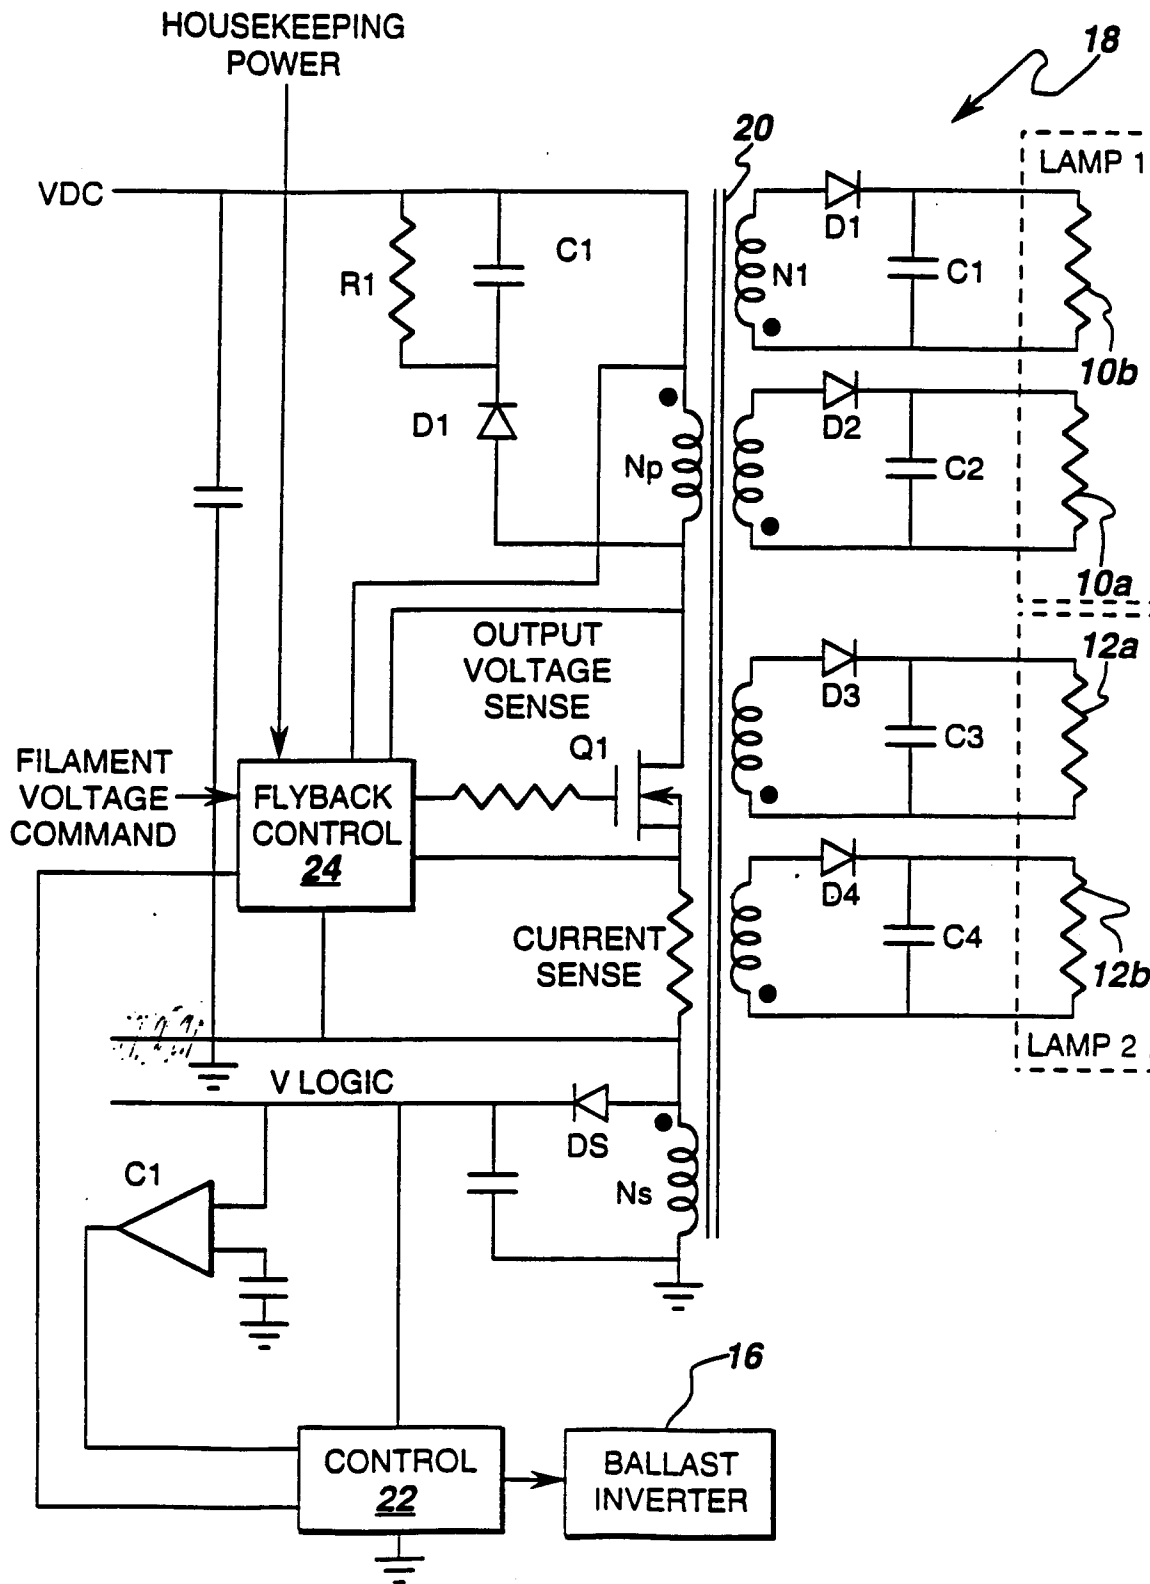 HOUSEKEEPING
POWER
18
20
LAMP 1
VDC
D1
C1
R1
N1
C1
10b
D1
D2
Np
C2
10a
OUTPUT
VOLTAGE
SENSE
12a
D3
Q1
C3
FILAMENT
VOLTAGE
COMMAND
FLYBACK
CONTROL
24
D4
CURRENT
SENSE
C4
12b
LAMP 2
V LOGIC
DS
C1
Ns
16
CONTROL
22
BALLAST
INVERTER